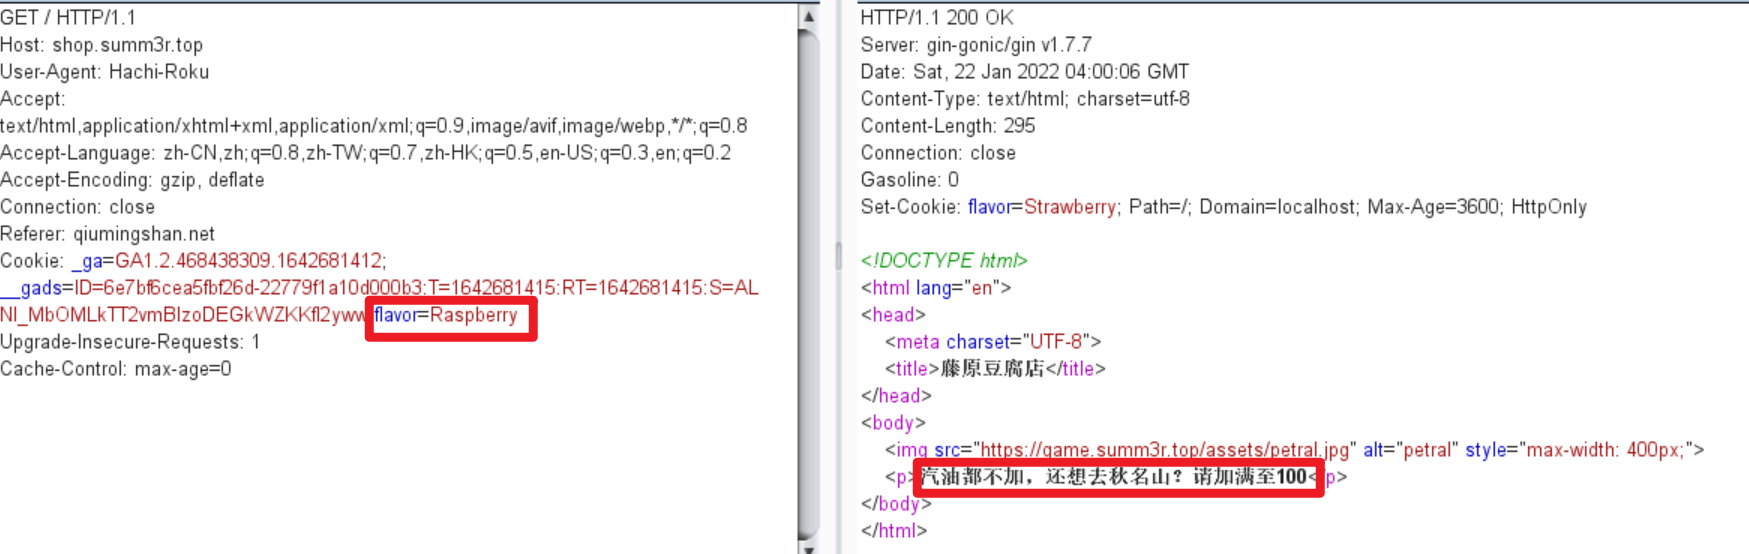 GET / HTTP/1.1
Host: shop.summ3r.top
User-Agent: Hachi-Roku
Accept:
text/html,application/xhtml+xml,application/xml;q=0.9,image/avif,image/webp,*/*;q=0.8
Accept-Language: zh-CN,zh;q=0.8,zh-TW;q=0.7,zh-HK;q=0.5,en-US;q=0.3,en;q=0.2
Accept-Encoding: gzip, deflate
Connection: close
Referer: qiumingshan.net
Cookie: _ga=GA1.2.468438309.1642681412;
__gads=ID=6e7bf6cea5fbf26d-22779f1a10d000b3:T=1642681415:RT=1642681415:S=AL
NI_MbOMLkTT2vmBIzoDEGkWZKKfl2yww flavor=Raspberry
Upgrade-Insecure-Requests: 1
Cache-Control: max-age=0
HTTP/1.1 200 OK
Server: gin-gonic/gin v1.7.7
Date: Sat, 22 Jan 2022 04:00:06 GMT
Content-Type: text/html; charset=utf-8
Content-Length: 295
Connection: close
Gasoline: 0
Set-Cookie: flavor=Strawberry; Path=/; Domain=localhost; Max-Age=3600; HttpOnly
<!DOCTYPE html>
<html lang="en">
<head>
<meta charset="UTF-8">
<title>藤原豆腐店</title>
</head>
<body>
<img src="https://game.summ3r.top/assets/petral.jpg" alt="petral" style="max-width: 400px;">
<p>汽油都不加，还想去秋名山？请加满至100</p>
</body>
</html>